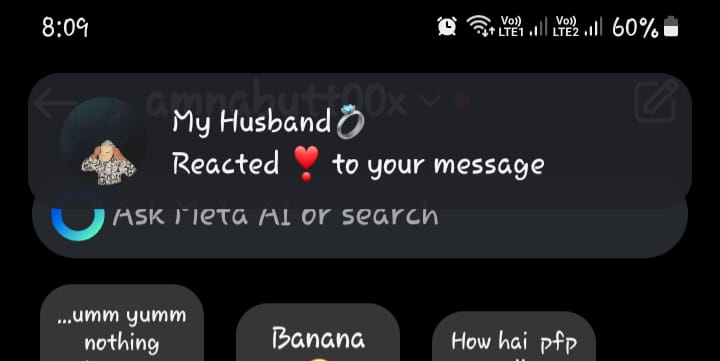 8:09
Vo)) LTE1 Vo)) LTE2 60%
amnabutt00x
My Husband💍
Reacted ❣️ to your message
Ask Meta AI or search
...umm yumm
nothing
Banana
How hai pfp